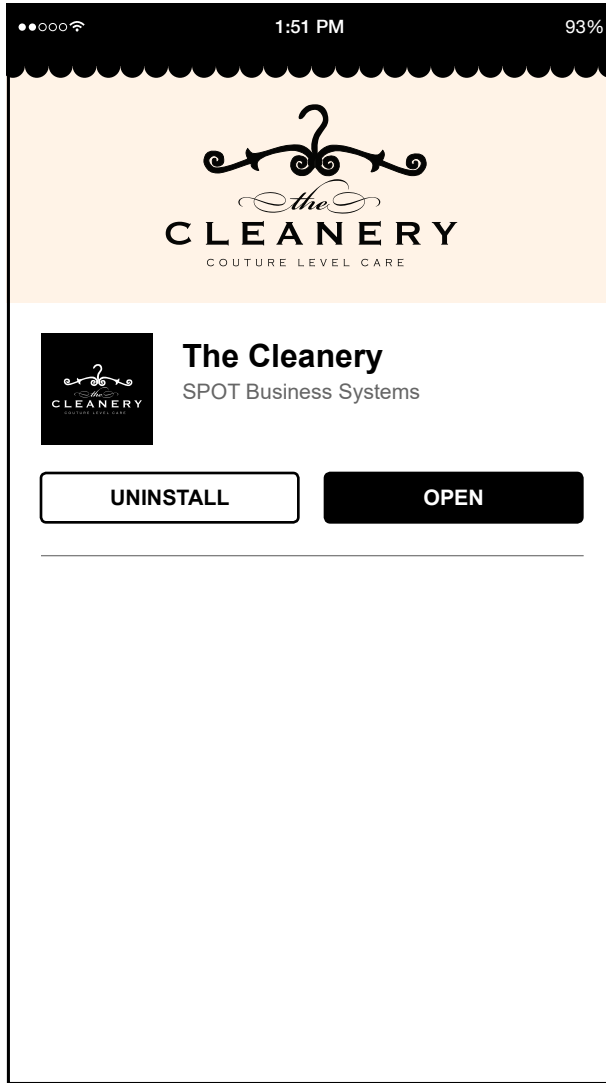 1:51 PM
93%
the
CLEANERY
COUTURE LEVEL CARE
the
CLEANERY
COUTURE LEVEL CARE
The Cleanery
SPOT Business Systems
UNINSTALL
OPEN